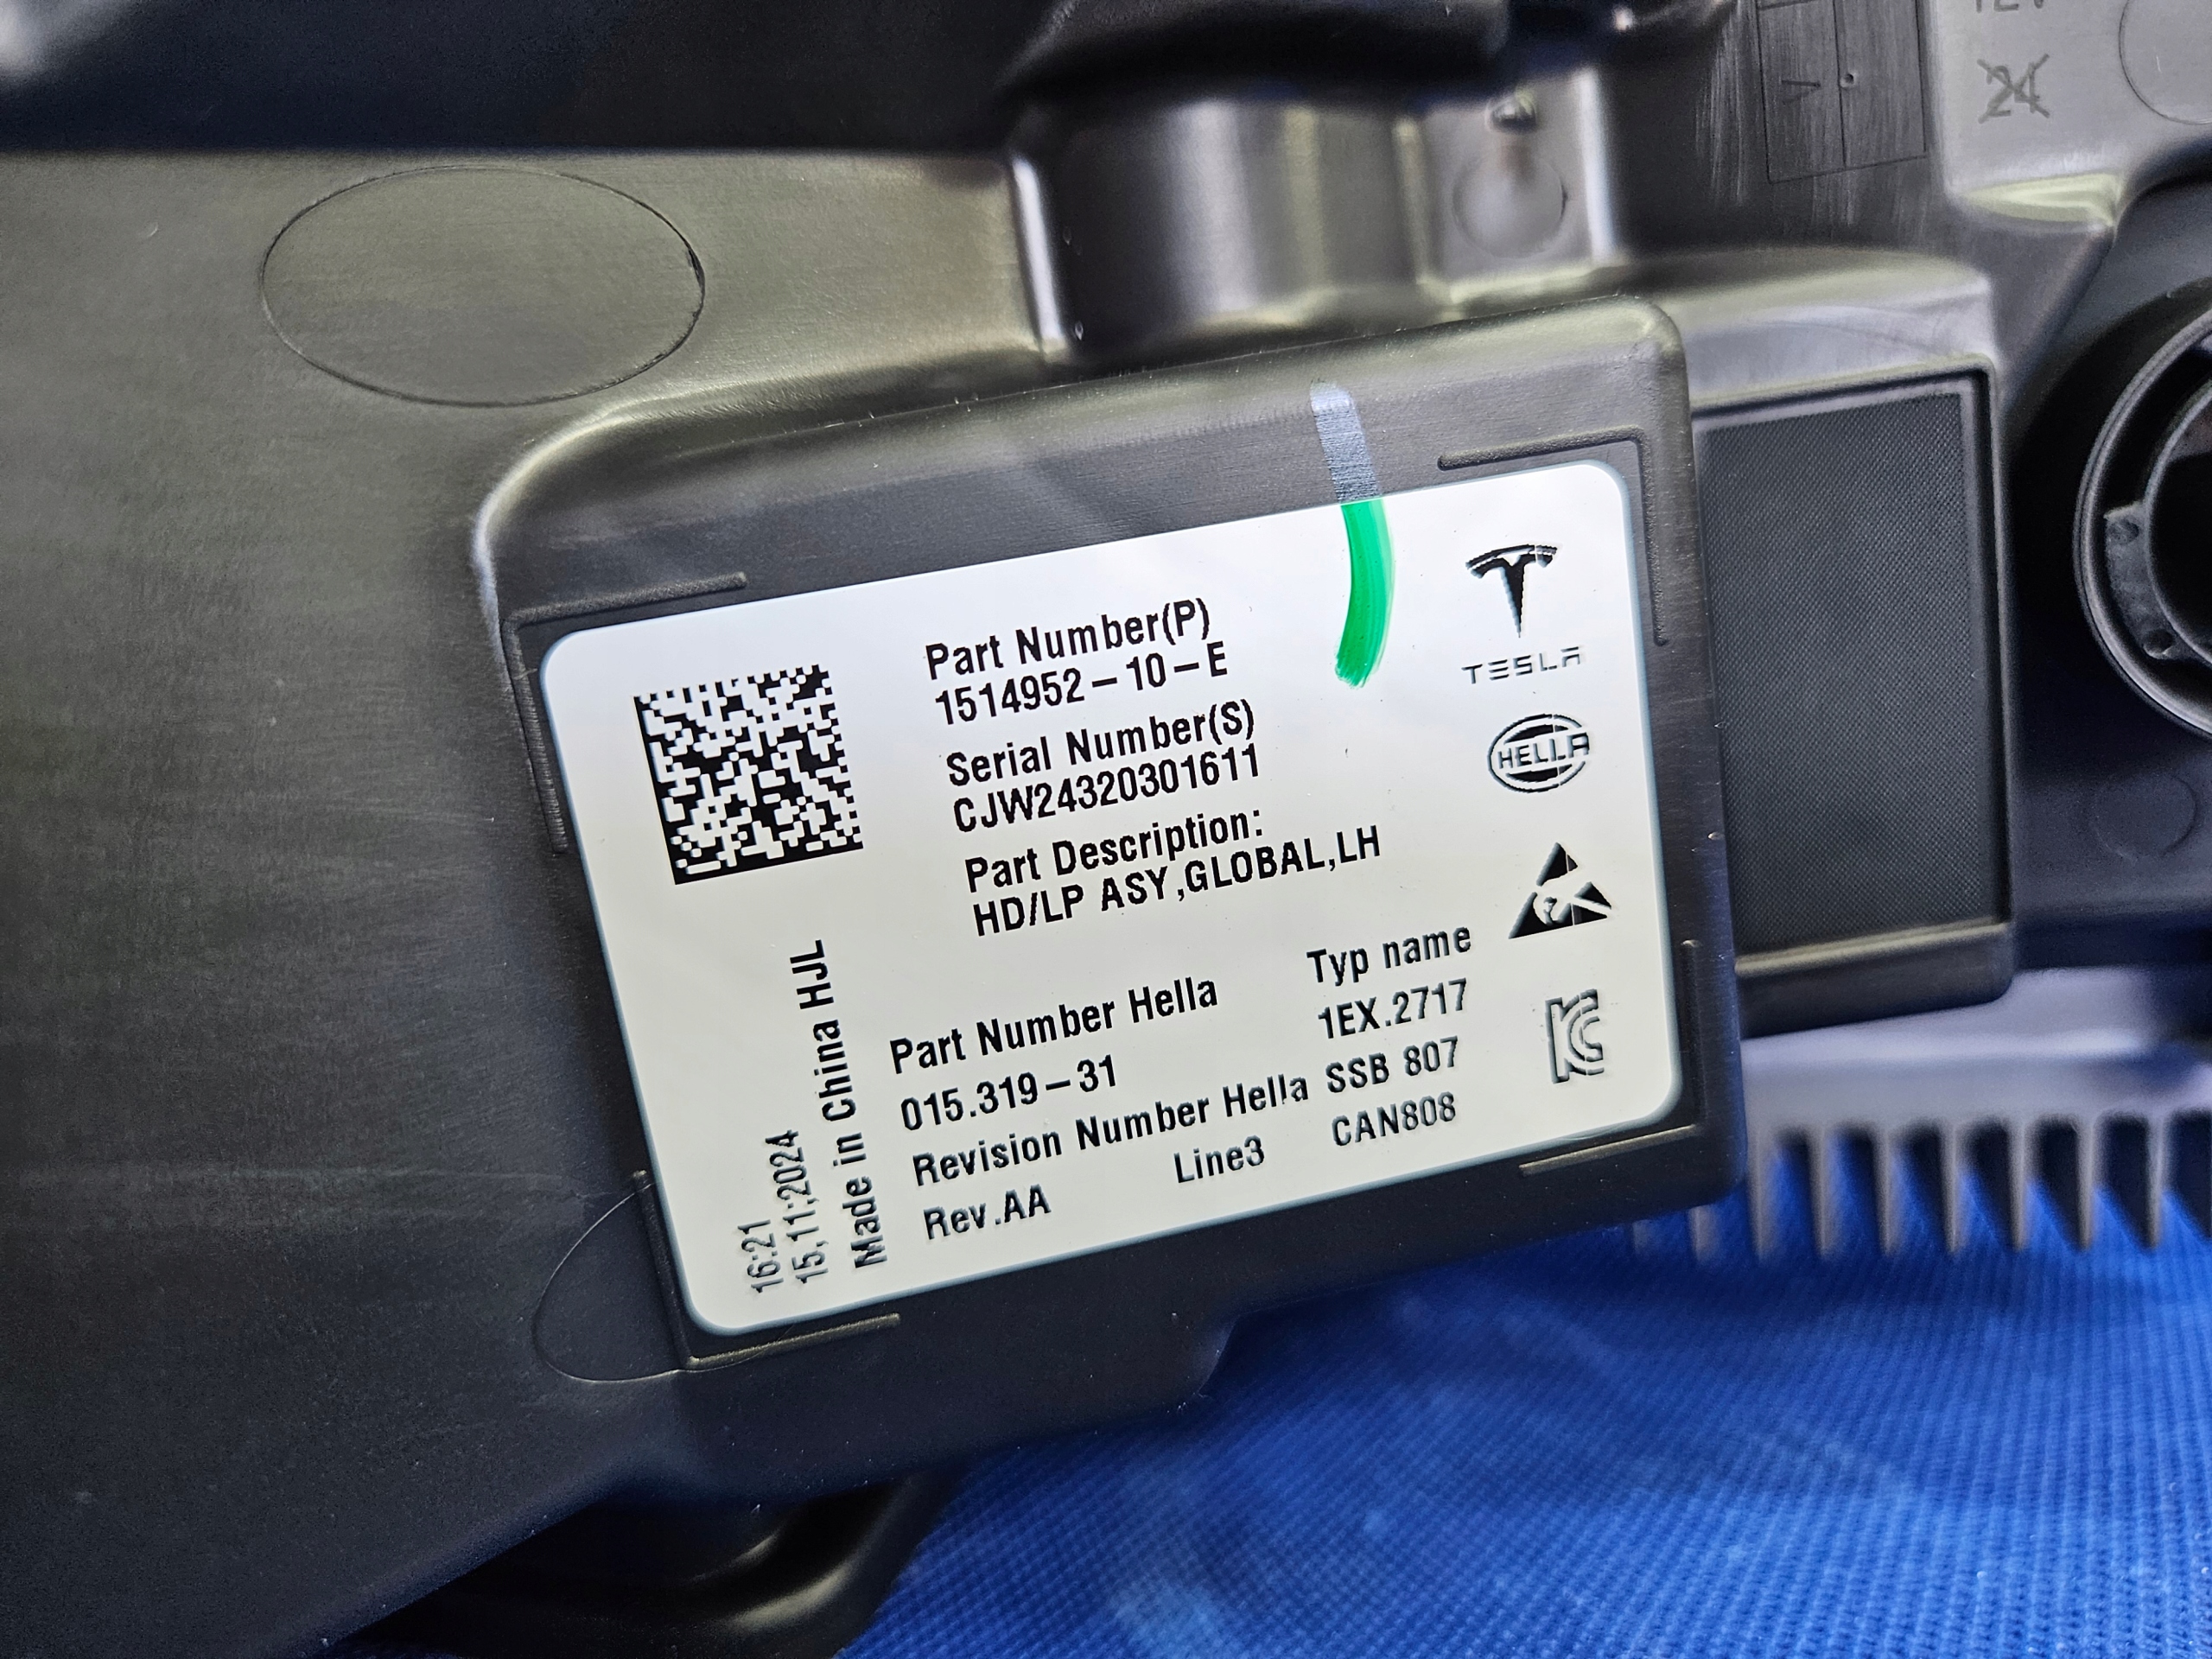 24
Part Number(P)
1514952-10-E
Serial Number(S)
CJW24320301611
Part Description:
HD/LP ASY,GLOBAL,LH
TESLA
HELLA
Part Number Hella
015.319-31
Revision Number Hella
Rev.AA
Line3
Typ name
1EX.2717
SSB 807
CAN808
KC
16:21
15,11;2024
Made in China HJL